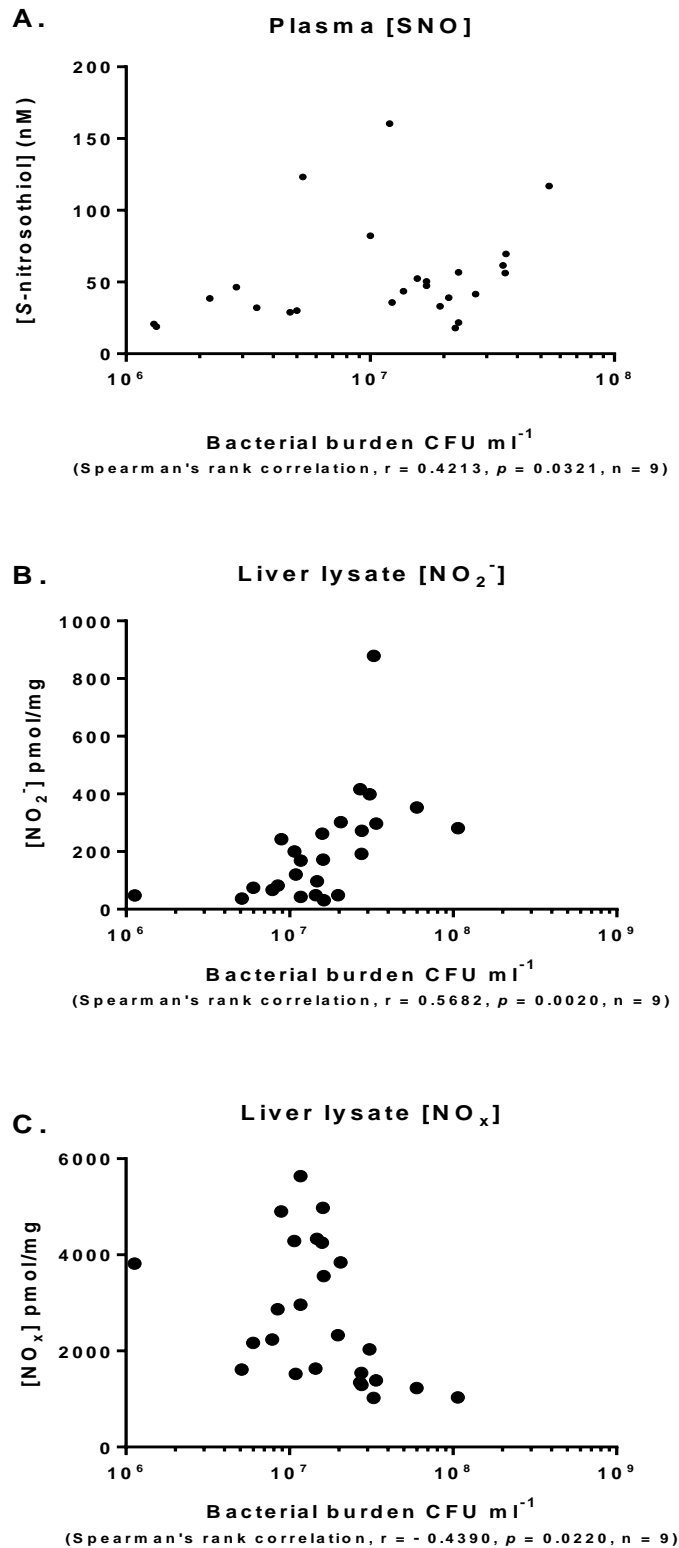 A.
Plasma [SNO]
[S-nitrosothiol] (nM)
200
150
100
50
0
10⁶ 10⁷ 10⁸
Bacterial burden CFU ml⁻¹
(Spearman's rank correlation, r = 0.4213, p = 0.0321, n = 9)
B.
Liver lysate [NO₂⁻]
[NO₂⁻] pmol/mg
1000
800
600
400
200
0
10⁶ 10⁷ 10⁸ 10⁹
Bacterial burden CFU ml⁻¹
(Spearman's rank correlation, r = 0.5682, p = 0.0020, n = 9)
C.
Liver lysate [NOₓ]
[NOₓ] pmol/mg
6000
4000
2000
0
10⁶ 10⁷ 10⁸ 10⁹
Bacterial burden CFU ml⁻¹
(Spearman's rank correlation, r = - 0.4390, p = 0.0220, n = 9)